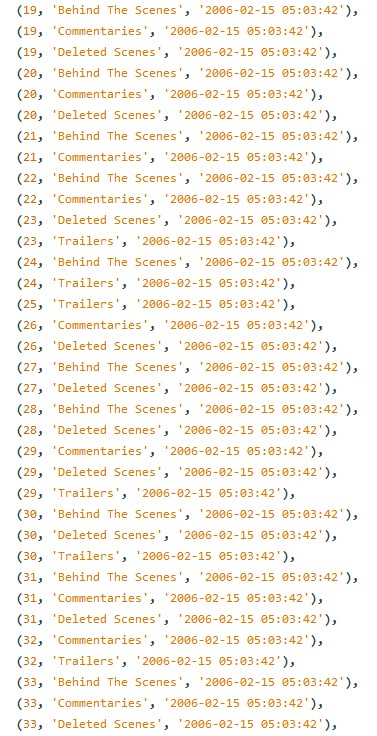 (19, 'Behind The Scenes', '2006-02-15 05:03:42'),
(19, 'Commentaries', '2006-02-15 05:03:42'),
(19, 'Deleted Scenes', '2006-02-15 05:03:42'),
(20, 'Behind The Scenes', '2006-02-15 05:03:42'),
(20, 'Commentaries', '2006-02-15 05:03:42'),
(20, 'Deleted Scenes', '2006-02-15 05:03:42'),
(21, 'Behind The Scenes', '2006-02-15 05:03:42'),
(21, 'Commentaries', '2006-02-15 05:03:42'),
(22, 'Behind The Scenes', '2006-02-15 05:03:42'),
(22, 'Commentaries', '2006-02-15 05:03:42'),
(23, 'Deleted Scenes', '2006-02-15 05:03:42'),
(23, 'Trailers', '2006-02-15 05:03:42'),
(24, 'Behind The Scenes', '2006-02-15 05:03:42'),
(24, 'Trailers', '2006-02-15 05:03:42'),
(25, 'Trailers', '2006-02-15 05:03:42'),
(26, 'Commentaries', '2006-02-15 05:03:42'),
(26, 'Deleted Scenes', '2006-02-15 05:03:42'),
(27, 'Behind The Scenes', '2006-02-15 05:03:42'),
(27, 'Deleted Scenes', '2006-02-15 05:03:42'),
(28, 'Behind The Scenes', '2006-02-15 05:03:42'),
(28, 'Deleted Scenes', '2006-02-15 05:03:42'),
(29, 'Commentaries', '2006-02-15 05:03:42'),
(29, 'Deleted Scenes', '2006-02-15 05:03:42'),
(29, 'Trailers', '2006-02-15 05:03:42'),
(30, 'Behind The Scenes', '2006-02-15 05:03:42'),
(30, 'Deleted Scenes', '2006-02-15 05:03:42'),
(30, 'Trailers', '2006-02-15 05:03:42'),
(31, 'Behind The Scenes', '2006-02-15 05:03:42'),
(31, 'Commentaries', '2006-02-15 05:03:42'),
(31, 'Deleted Scenes', '2006-02-15 05:03:42'),
(32, 'Commentaries', '2006-02-15 05:03:42'),
(32, 'Trailers', '2006-02-15 05:03:42'),
(33, 'Behind The Scenes', '2006-02-15 05:03:42'),
(33, 'Commentaries', '2006-02-15 05:03:42'),
(33, 'Deleted Scenes', '2006-02-15 05:03:42'),